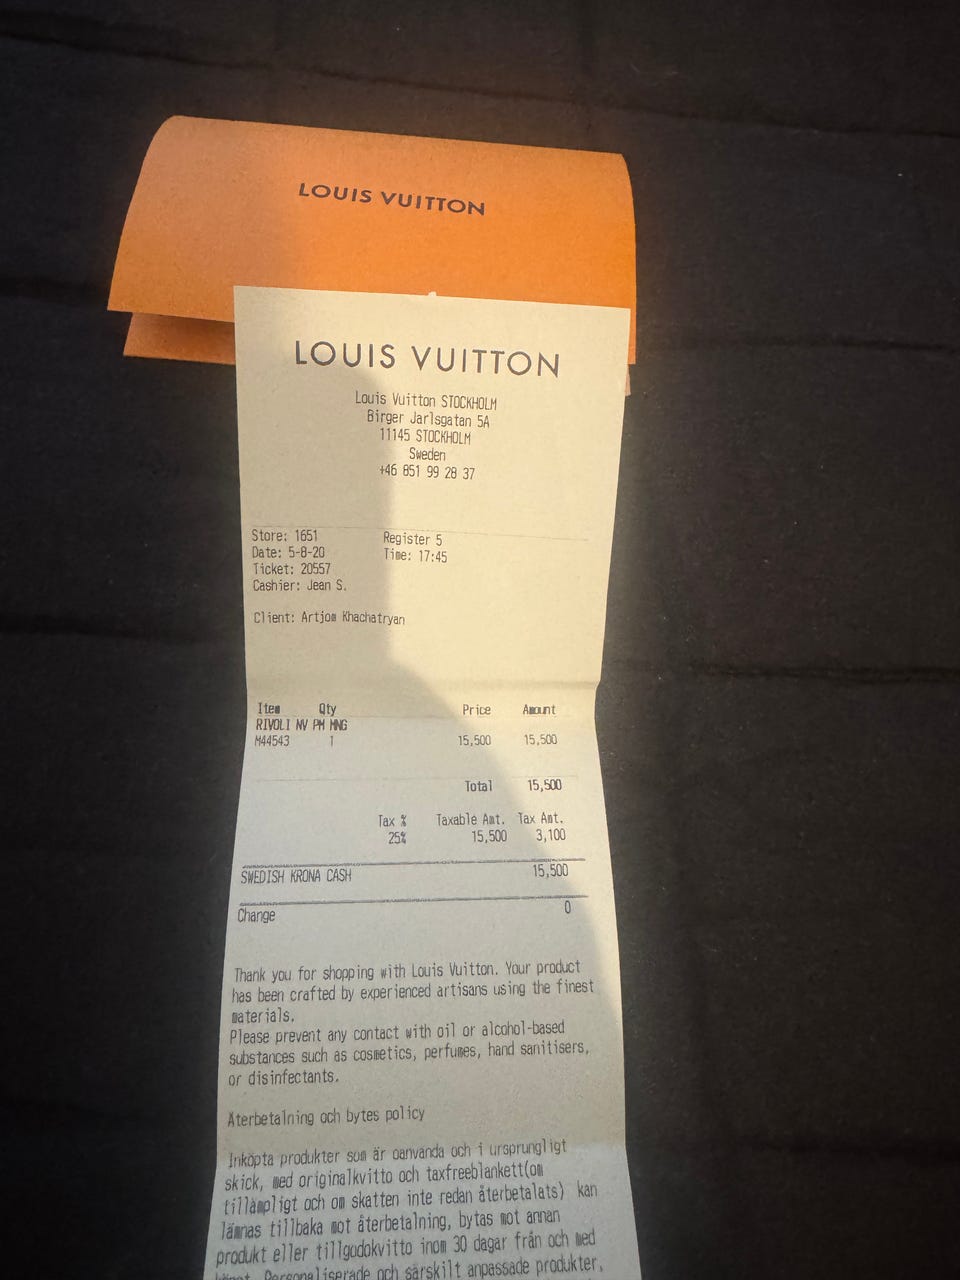 LOUIS VUITTON
LOUIS VUITTON
Louis Vuitton STOCKHOLM
Birger Jarlsgatan 5A
11145 STOCKHOLM
Sweden
+46 851 99 28 37
Store: 1651 Register 5
Date: 5-8-20 Time: 17:45
Ticket: 20557
Cashier: Jean S.
Client: Artjom Khachatryan
Item Qty Price Amount
RIVOLI NV PM MNG
M44543 1 15,500 15,500
Total 15,500
Tax % Taxable Amt. Tax Amt.
25% 15,500 3,100
SWEDISH KRONA CASH 15,500
Change 0
Thank you for shopping with Louis Vuitton. Your product
has been crafted by experienced artisans using the finest
materials.
Please prevent any contact with oil or alcohol-based
substances such as cosmetics, perfumes, hand sanitisers,
or disinfectants.
Återbetalning och bytes policy
Inköpta produkter som är oanvända och i ursprungligt
skick, med originalkvitto och taxfreeblankett(om
tillämpligt och om skatten inte redan återbetalats) kan
lämnas tillbaka mot återbetalning, bytas mot annan
produkt eller tillgodokvitto inom 30 dagar från och med
Personaliserade och särskilt anpassade produkter,